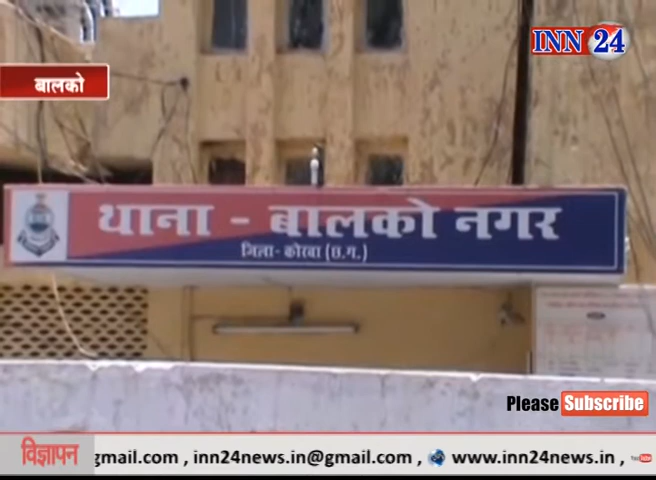 INN 24
बालको
थाना - बालको नगर
जिला- कोरबा (छ.ग.)
Please Subscribe
विज्ञापन
gmail.com , inn24news.in@gmail.com , www.inn24news.in ,